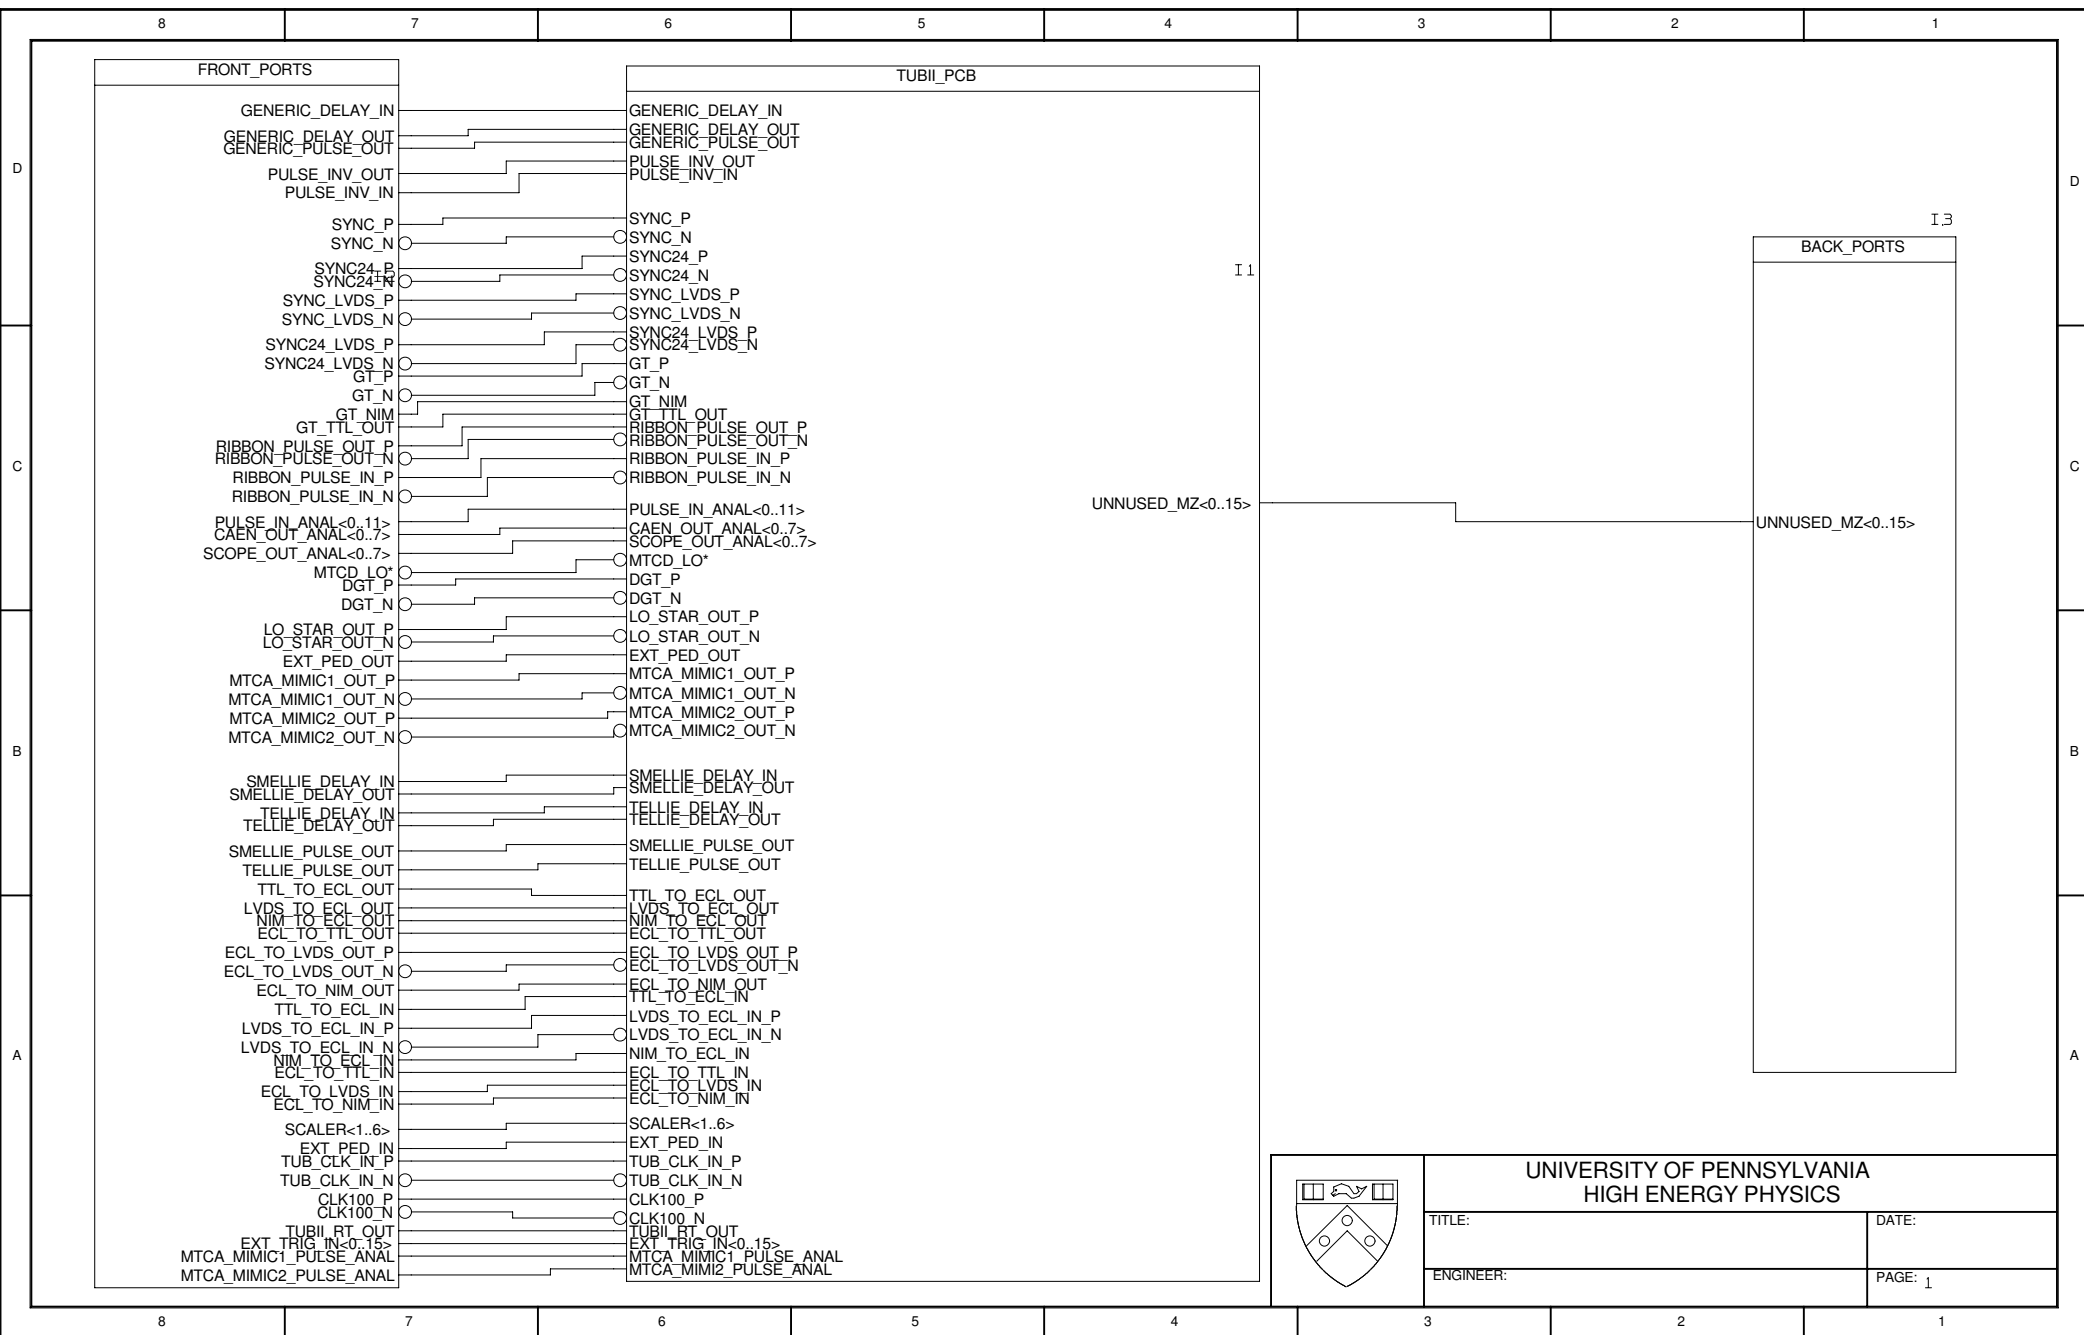 8 7 6 5 4 3 2 1
FRONT_PORTS
GENERIC_DELAY_IN
GENERIC_DELAY_OUT
GENERIC_PULSE_OUT
PULSE_INV_OUT
PULSE_INV_IN
SYNC_P
SYNC_N
SYNC24_P
SYNC24_N
SYNC_LVDS_P
SYNC_LVDS_N
SYNC24_LVDS_P
SYNC24_LVDS_N
GT_P
GT_N
GT_NIM
GT_TTL_OUT
RIBBON_PULSE_OUT_P
RIBBON_PULSE_OUT_N
RIBBON_PULSE_IN_P
RIBBON_PULSE_IN_N
PULSE_IN_ANAL<0..11>
CAEN_OUT_ANAL<0..7>
SCOPE_OUT_ANAL<0..7>
MTCD_LO*
DGT_P
DGT_N
LO_STAR_OUT_P
LO_STAR_OUT_N
EXT_PED_OUT
MTCA_MIMIC1_OUT_P
MTCA_MIMIC1_OUT_N
MTCA_MIMIC2_OUT_P
MTCA_MIMIC2_OUT_N
SMELLIE_DELAY_IN
SMELLIE_DELAY_OUT
TELLIE_DELAY_IN
TELLIE_DELAY_OUT
SMELLIE_PULSE_OUT
TELLIE_PULSE_OUT
TTL_TO_ECL_OUT
LVDS_TO_ECL_OUT
NIM_TO_ECL_OUT
ECL_TO_TTL_OUT
ECL_TO_LVDS_OUT_P
ECL_TO_LVDS_OUT_N
ECL_TO_NIM_OUT
TTL_TO_ECL_IN
LVDS_TO_ECL_IN_P
LVDS_TO_ECL_IN_N
NIM_TO_ECL_IN
ECL_TO_TTL_IN
ECL_TO_LVDS_IN
ECL_TO_NIM_IN
SCALER<1..6>
EXT_PED_IN
TUB_CLK_IN_P
TUB_CLK_IN_N
CLK100_P
CLK100_N
TUBII_RT_OUT
EXT_TRIG_IN<0..15>
MTCA_MIMIC1_PULSE_ANAL
MTCA_MIMIC2_PULSE_ANAL
TUBII_PCB
GENERIC_DELAY_IN
GENERIC_DELAY_OUT
GENERIC_PULSE_OUT
PULSE_INV_OUT
PULSE_INV_IN
SYNC_P
SYNC_N
SYNC24_P
SYNC24_N
SYNC_LVDS_P
SYNC_LVDS_N
SYNC24_LVDS_P
SYNC24_LVDS_N
GT_P
GT_N
GT_NIM
GT_TTL_OUT
RIBBON_PULSE_OUT_P
RIBBON_PULSE_OUT_N
RIBBON_PULSE_IN_P
RIBBON_PULSE_IN_N
PULSE_IN_ANAL<0..11>
CAEN_OUT_ANAL<0..7>
SCOPE_OUT_ANAL<0..7>
MTCD_LO*
DGT_P
DGT_N
LO_STAR_OUT_P
LO_STAR_OUT_N
EXT_PED_OUT
MTCA_MIMIC1_OUT_P
MTCA_MIMIC1_OUT_N
MTCA_MIMIC2_OUT_P
MTCA_MIMIC2_OUT_N
SMELLIE_DELAY_IN
SMELLIE_DELAY_OUT
TELLIE_DELAY_IN
TELLIE_DELAY_OUT
SMELLIE_PULSE_OUT
TELLIE_PULSE_OUT
TTL_TO_ECL_OUT
LVDS_TO_ECL_OUT
NIM_TO_ECL_OUT
ECL_TO_TTL_OUT
ECL_TO_LVDS_OUT_P
ECL_TO_LVDS_OUT_N
ECL_TO_NIM_OUT
TTL_TO_ECL_IN
LVDS_TO_ECL_IN_P
LVDS_TO_ECL_IN_N
NIM_TO_ECL_IN
ECL_TO_TTL_IN
ECL_TO_LVDS_IN
ECL_TO_NIM_IN
SCALER<1..6>
EXT_PED_IN
TUB_CLK_IN_P
TUB_CLK_IN_N
CLK100_P
CLK100_N
TUBII_RT_OUT
EXT_TRIG_IN<0..15>
MTCA_MIMIC1_PULSE_ANAL
MTCA_MIMI2_PULSE_ANAL
I1
UNNUSED_MZ<0..15>
I3
BACK_PORTS
UNNUSED_MZ<0..15>
D D
C C
B B
A A
UNIVERSITY OF PENNSYLVANIA
HIGH ENERGY PHYSICS
TITLE:
DATE:
ENGINEER:
PAGE: 1
8 7 6 5 4 3 2 1